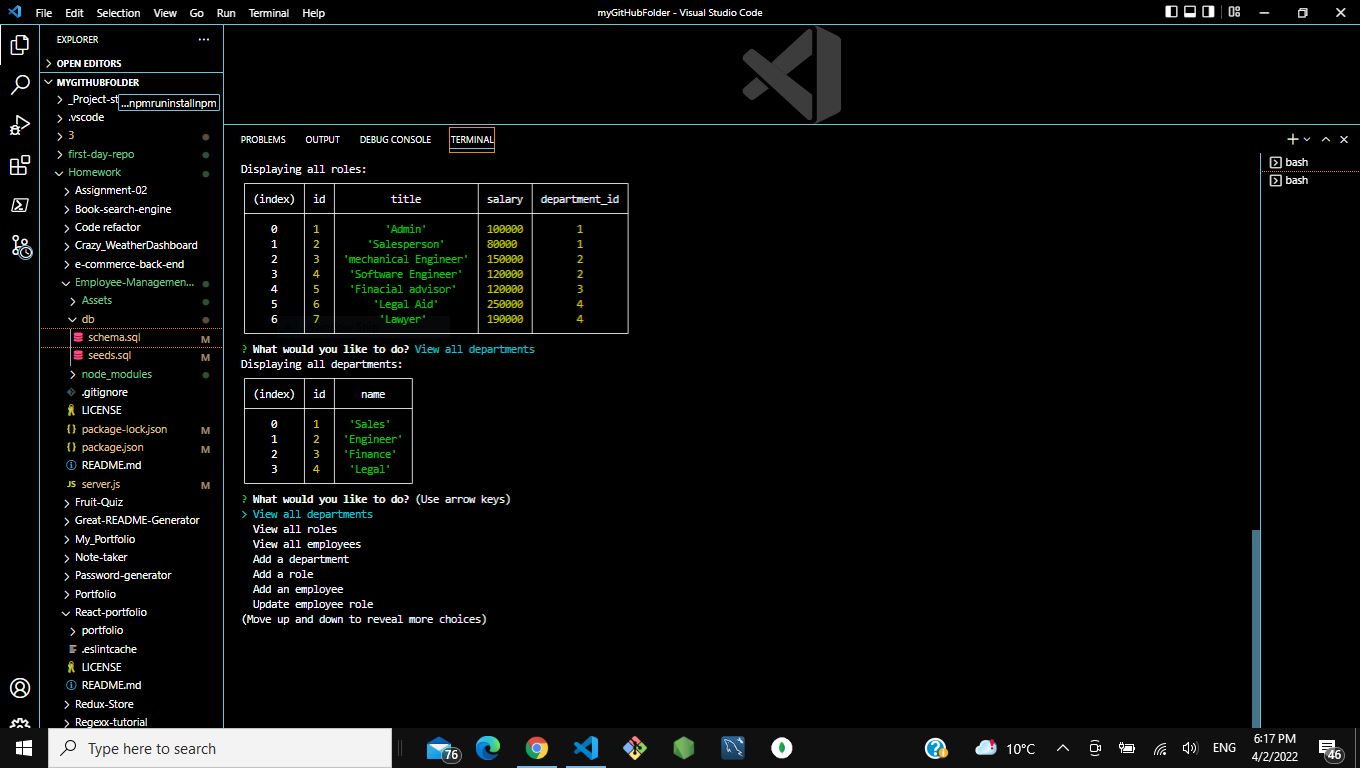 File Edit Selection View Go Run Terminal Help
myGitHubFolder - Visual Studio Code
EXPLORER
OPEN EDITORS
MYGITHUBFOLDER
_Project-st
...npmruninstallnpm
.vscode
3
first-day-repo
Homework
Assignment-02
Book-search-engine
Code refactor
Crazy_WeatherDashboard
e-commerce-back-end
Employee-Managemen...
Assets
db
schema.sql M
seeds.sql M
node_modules
.gitignore
LICENSE
package-lock.json M
package.json M
README.md
JS server.js M
Fruit-Quiz
Great-README-Generator
My_Portfolio
Note-taker
Password-generator
Portfolio
React-portfolio
portfolio
.eslintcache
LICENSE
README.md
Redux-Store
Regexx-tutorial
PROBLEMS OUTPUT DEBUG CONSOLE TERMINAL
bash
bash
Displaying all roles:
(index) id title salary department_id
0 1 'Admin' 100000 1
1 2 'Salesperson' 80000 1
2 3 'mechanical Engineer' 150000 2
3 4 'Software Engineer' 120000 2
4 5 'Finacial advisor' 120000 3
5 6 'Legal Aid' 250000 4
6 7 'Lawyer' 190000 4
? What would you like to do? View all departments
Displaying all departments:
(index) id name
0 1 'Sales'
1 2 'Engineer'
2 3 'Finance'
3 4 'Legal'
? What would you like to do? (Use arrow keys)
> View all departments
View all roles
View all employees
Add a department
Add a role
Add an employee
Update employee role
(Move up and down to reveal more choices)
Type here to search
76
10°C
ENG
6:17 PM
4/2/2022
46